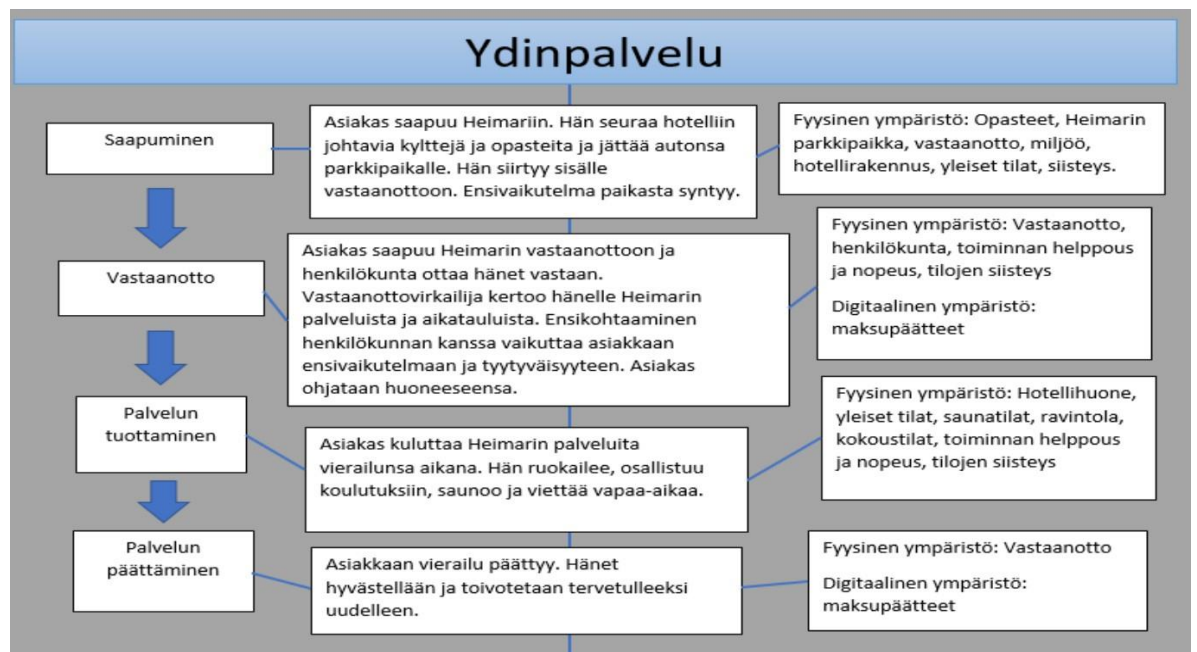 Ydinpalvelu
Saapuminen
Asiakas saapuu Heimariin. Hän seuraa hotelliin
johtavia kylttejä ja opasteita ja jättää autonsa
parkkipaikalle. Hän siirtyy sisälle
vastaanottoon. Ensivaikutelma paikasta syntyy.
Fyysinen ympäristö: Opasteet, Heimarin
parkkipaikka, vastaanotto, miljöö,
hotellirakennus, yleiset tilat, siisteys.
Vastaanotto
Asiakas saapuu Heimarin vastaanottoon ja
henkilökunta ottaa hänet vastaan.
Vastaanottovirkailija kertoo hänelle Heimarin
palveluista ja aikatauluista. Ensikohtaaminen
henkilökunnan kanssa vaikuttaa asiakkaan
ensivaikutelmaan ja tyytyväisyyteen. Asiakas
ohjataan huoneeseensa.
Fyysinen ympäristö: Vastaanotto,
henkilökunta, toiminnan helppous
ja nopeus, tilojen siisteys
Digitaalinen ympäristö:
maksupäätteet
Palvelun
tuottaminen
Asiakas kuluttaa Heimarin palveluita
vierailunsa aikana. Hän ruokailee, osallistuu
koulutuksiin, saunoo ja viettää vapaa-aikaa.
Fyysinen ympäristö: Hotellihuone,
yleiset tilat, saunatilat, ravintola,
kokoustilat, toiminnan helppous
ja nopeus, tilojen siisteys
Palvelun
päättäminen
Asiakkaan vierailu päättyy. Hänet
hyvästellään ja toivotetaan tervetulleeksi
uudelleen.
Fyysinen ympäristö: Vastaanotto
Digitaalinen ympäristö:
maksupäätteet